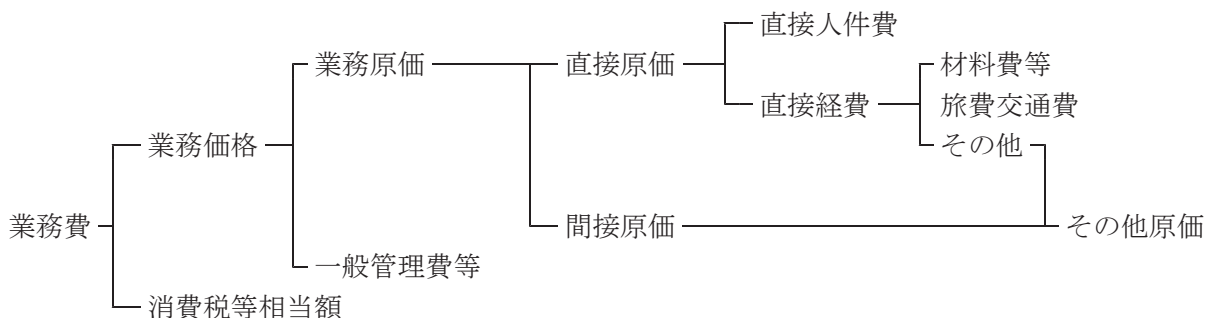 直接人件費
業務原価 直接原価 材料費等
直接経費 旅費交通費
業務価格 その他
業務費 間接原価 その他原価
一般管理費等
消費税等相当額